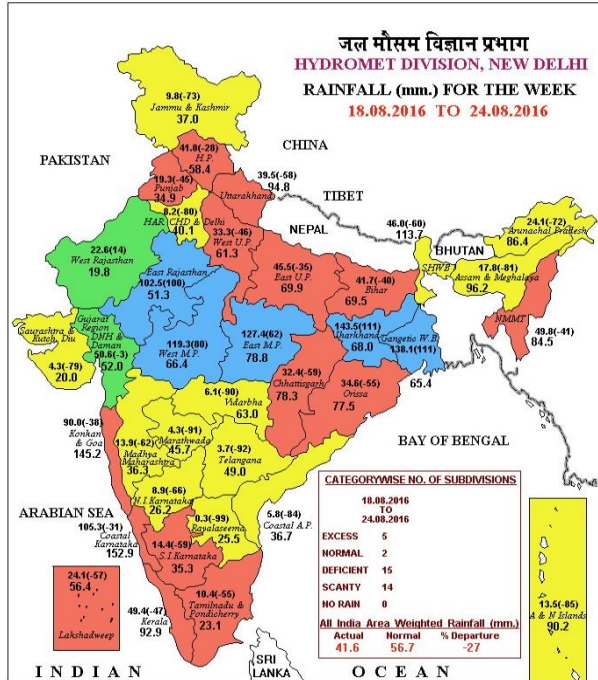 जल मौसम विज्ञान प्रभाग
HYDROMET DIVISION, NEW DELHI
RAINFALL (mm.) FOR THE WEEK
18.08.2016 TO 24.08.2016
9.8(-73)
Jammu & Kashmir
37.0
CHINA
PAKISTAN
41.8(-28)
H.P.
58.4
39.5(-58)
94.8
Uttarakhand
TIBET
19.3(-45)
Punjab
34.9
8.2(-80)
HAR. CHD & Delhi
40.1
33.3(-46)
West U.P.
61.3
NEPAL
46.0(-60)
113.7
24.1(-72)
Arunachal Pradesh
86.4
BHUTAN
22.6(14)
West Rajasthan
19.8
East Rajasthan
102.5(100)
51.3
45.5(-35)
East U.P.
69.9
41.7(-40)
Bihar
69.5
SHWB
17.8(-81)
Assam & Meghalaya
96.2
NMMT
49.8(-41)
84.5
Gujarat
Region
DNH &
Daman
50.6(-3)
52.0
Saurashtra &
Kutch, Diu
4.3(-79)
20.0
119.3(80)
West M.P.
66.4
127.4(62)
East M.P.
78.8
143.5(111)
Jharkhand
68.0
Gangetic W.B.
138.1(111)
65.4
32.4(-59)
Chhattisgarh
78.3
34.6(-55)
Orissa
77.5
6.1(-90)
Vidarbha
63.0
90.0(-38)
Konkan
& Goa
145.2
4.3(-91)
Marathwada
45.7
13.9(-62)
Madhya
Maharashtra
36.3
3.7(-92)
Telangana
49.0
BAY OF BENGAL
8.9(-66)
N.I.Karnataka
26.2
ARABIAN SEA
105.3(-31)
Coastal
Karnataka
152.9
0.3(-99)
Rayalaseema
25.5
5.8(-84)
Coastal A.P.
36.7
14.4(-59)
S.I.Karnataka
35.3
24.1(-57)
56.4
Lakshadweep
49.4(-47)
Kerala
92.9
10.4(-55)
Tamilnadu &
Pondicherry
23.1
CATEGORYWISE NO. OF SUBDIVISIONS
18.08.2016
TO
24.08.2016
EXCESS 5
NORMAL 2
DEFICIENT 15
SCANTY 14
NO RAIN 0
All India Area Weighted Rainfall (mm.)
Actual Normal % Departure
41.6 56.7 -27
13.5(-85)
A & N Islands
90.2
SRI
LANKA
INDIAN OCEAN